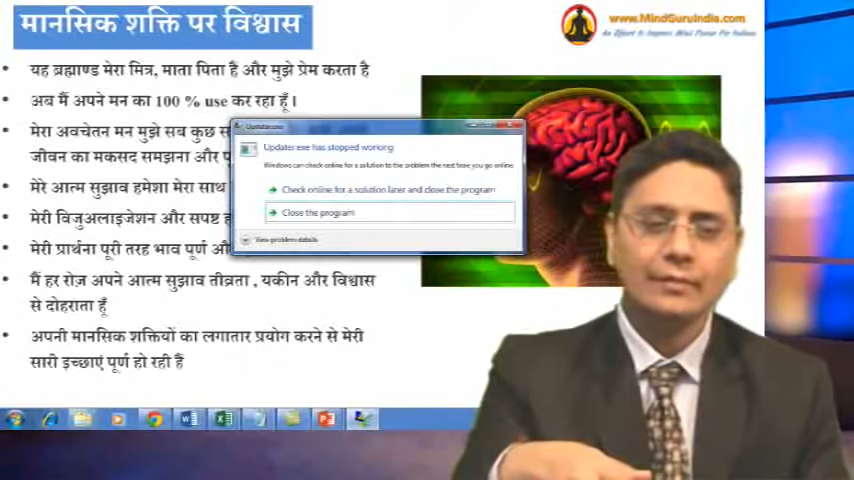 मानसिक शक्ति पर विश्वास
www.MindGuruIndia.com
An Effort to Improve Mind Power For Indians
यह ब्रह्माण्ड मेरा मित्र, माता पिता है और मुझे प्रेम करता है
अब मैं अपने मन का 100 % use कर रहा हूँ ।
मेरा अवचेतन मन मुझे सब कुछ
जीवन का मकसद समझना और
मेरे आत्म सुझाव हमेशा मेरा साथ
मेरी विजुअलाइजेशन और सपष्ट
मेरी प्रार्थना पूरी तरह भाव पूर्ण
मैं हर रोज़ अपने आत्म सुझाव तीव्रता , यकीन और विश्वास
से दोहराता हूँ
अपनी मानसिक शक्तियों का लगातार प्रयोग करने से मेरी
सारी इच्छाएं पूर्ण हो रही हैं
Updater.exe
Updater.exe has stopped working
Windows can check online for a solution to the problem the next time you go online.
Check online for a solution later and close the program
Close the program
View problem details